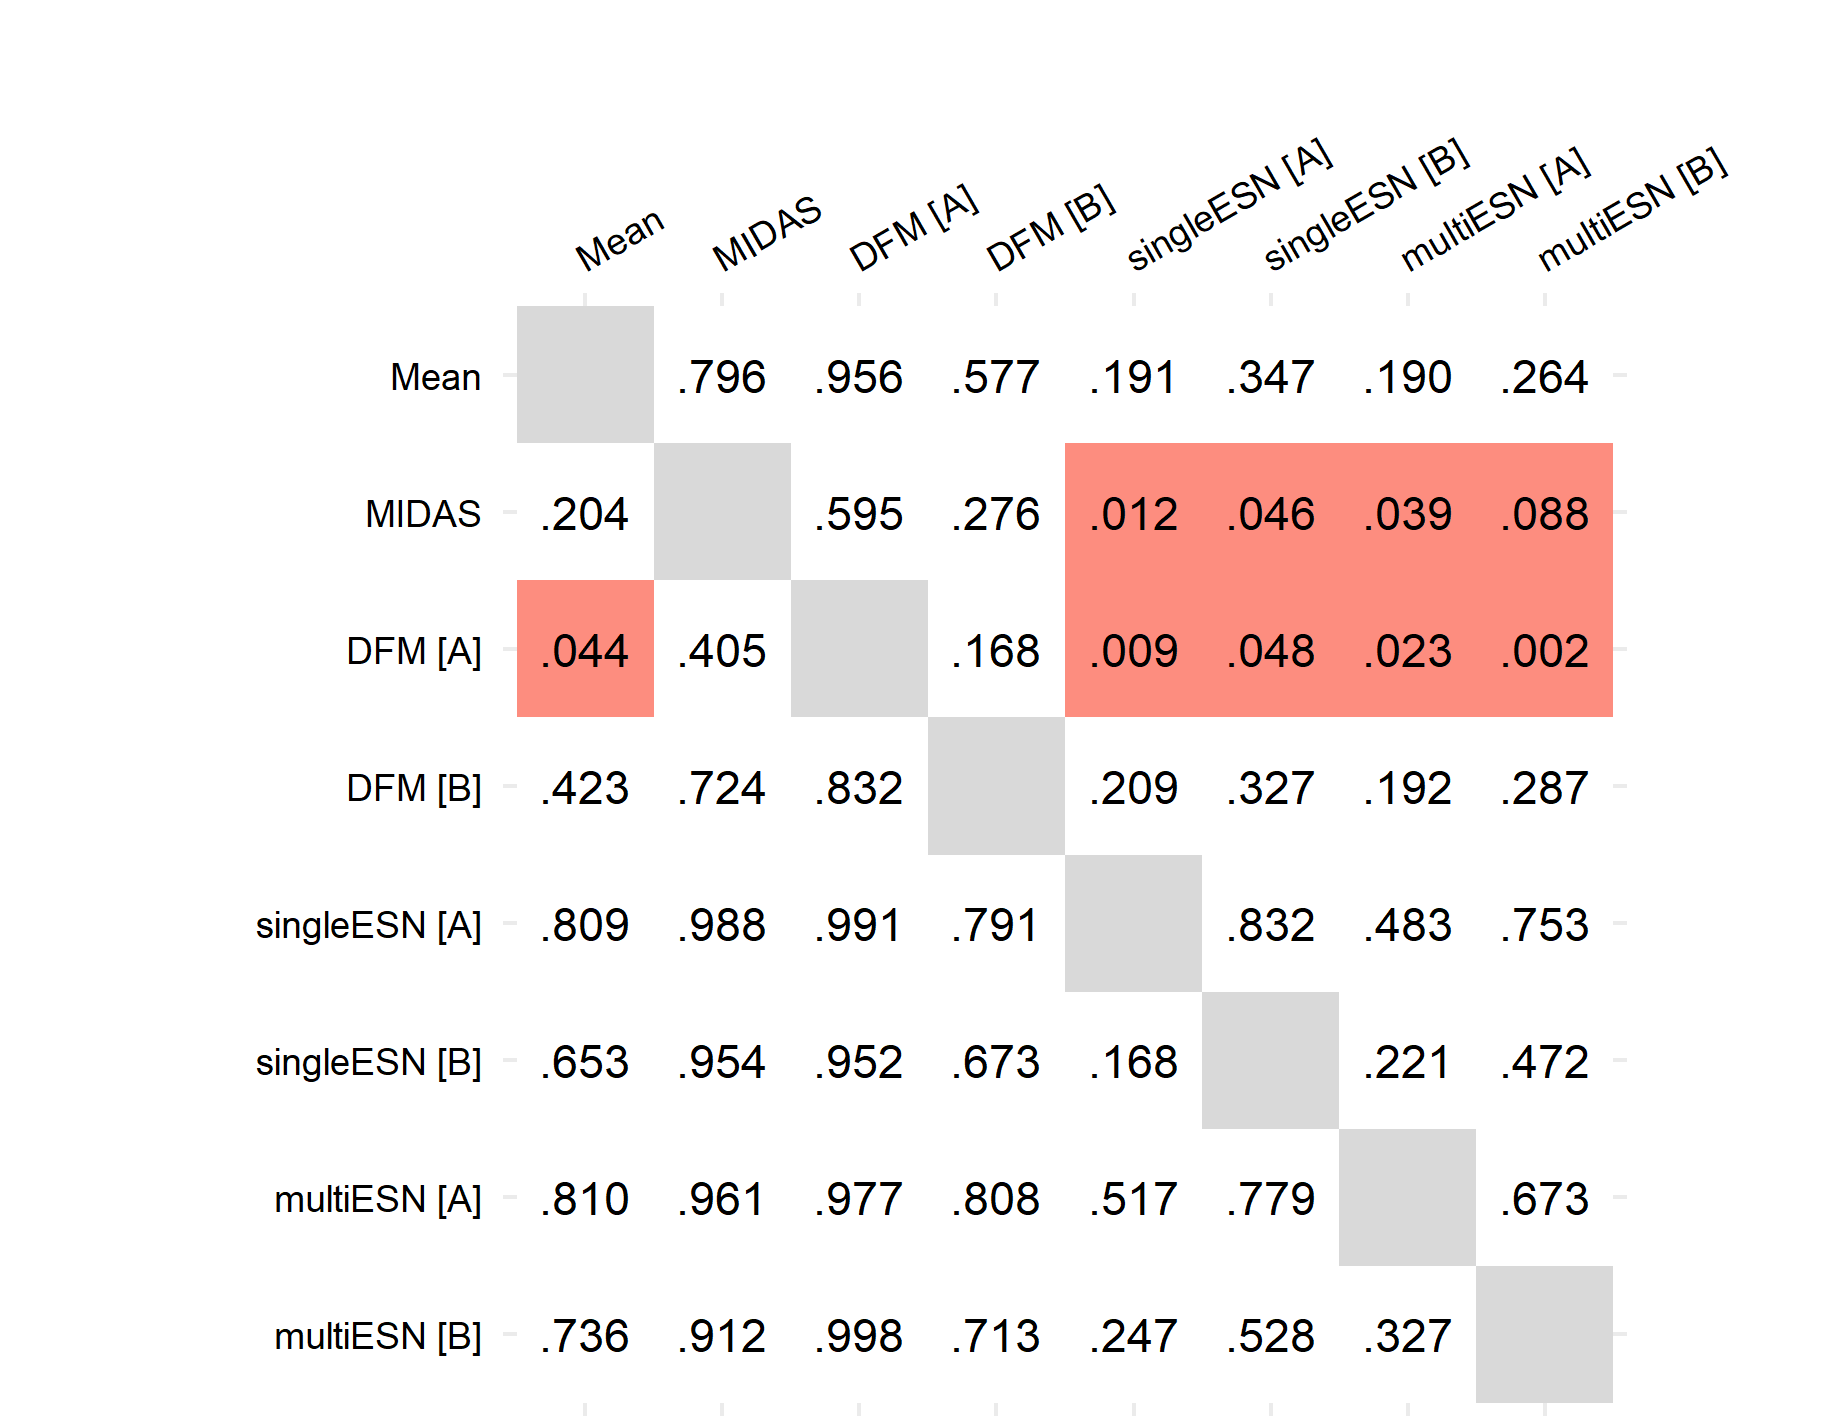 Mean MIDAS DFM [A] DFM [B] singleESN [A] singleESN [B] multiESN [A] multiESN [B]
Mean .796 .956 .577 .191 .347 .190 .264
MIDAS .204 .595 .276 .012 .046 .039 .088
DFM [A] .044 .405 .168 .009 .048 .023 .002
DFM [B] .423 .724 .832 .209 .327 .192 .287
singleESN [A] .809 .988 .991 .791 .832 .483 .753
singleESN [B] .653 .954 .952 .673 .168 .221 .472
multiESN [A] .810 .961 .977 .808 .517 .779 .673
multiESN [B] .736 .912 .998 .713 .247 .528 .327